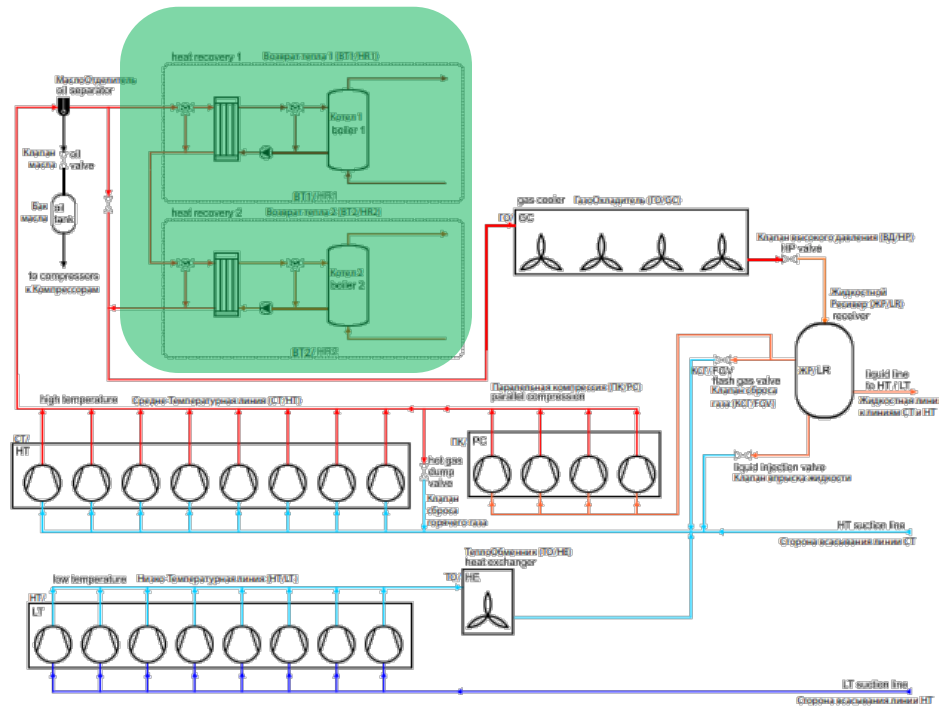 heat recovery 1 Возврат тепла 1 (ВТ1/HR1)
МаслоОтделитель
oil separator
Котел 1
boiler 1
Клапан
масла
oil
valve
ВТ1/HR1
heat recovery 2 Возврат тепла 2 (ВТ2/HR2)
Бак
масла
oil
tank
gas cooler ГазоОхладитель (ГО/GC)
ГО/
GC
Клапан высокого давления (ВД/HP)
HP valve
to compressors
к Компрессорам
Котел 2
boiler 2
Жидкостной
Ресивер (ЖР/LR)
receiver
ВТ2/HR2
КСГ/FGV
flash gas valve
Клапан сброса
газа (КСГ/FGV)
ЖР/LR
liquid line
to HT / LT
Жидкостная лини
к линиям СТ и НТ
high temperature Средне-Температурная линия (СТ/HT)
Паралельная компрессия (ПК/PC)
parallel compression
СТ/
HT
ПК/
PC
hot gas
dump
valve
Клапан
сброса
горячего газа
liquid injection valve
Клапан впрыска жидкости
HT suction line
Сторона всасывания линии СТ
ТеплоОбменник (ТО/HE)
heat exchanger
low temperature Низко-Температурная линия (НТ/LT)
ТО/
HE
НТ/
LT
LT suction line
Сторона всасывания линии НТ